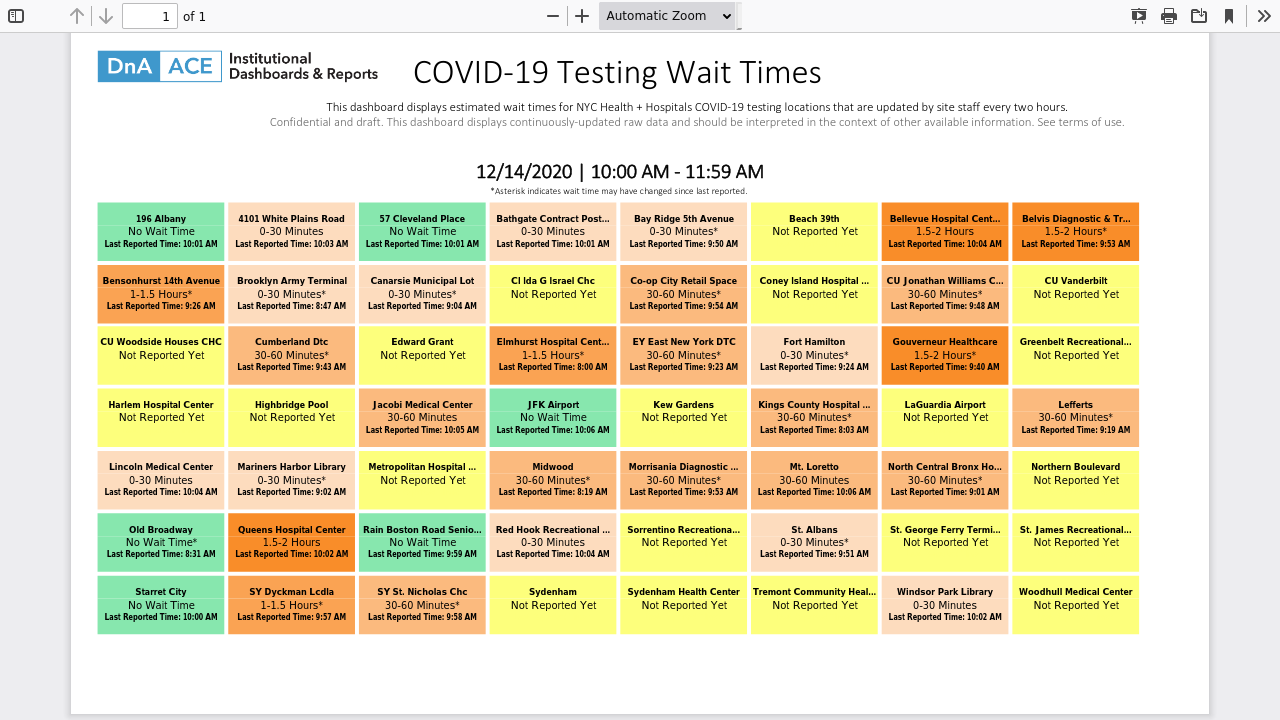 1 of 1
Automatic Zoom
DnA ACE Institutional
Dashboards & Reports
COVID-19 Testing Wait Times
This dashboard displays estimated wait times for NYC Health + Hospitals COVID-19 testing locations that are updated by site staff every two hours.
Confidential and draft. This dashboard displays continuously-updated raw data and should be interpreted in the context of other available information. See terms of use.
12/14/2020 | 10:00 AM - 11:59 AM
*Asterisk indicates wait time may have changed since last reported.
196 Albany
No Wait Time
Last Reported Time: 10:01 AM
4101 White Plains Road
0-30 Minutes
Last Reported Time: 10:03 AM
57 Cleveland Place
No Wait Time
Last Reported Time: 10:01 AM
Bathgate Contract Post...
0-30 Minutes
Last Reported Time: 10:01 AM
Bay Ridge 5th Avenue
0-30 Minutes*
Last Reported Time: 9:50 AM
Beach 39th
Not Reported Yet
Bellevue Hospital Cent...
1.5-2 Hours
Last Reported Time: 10:04 AM
Belvis Diagnostic & Tr...
1.5-2 Hours*
Last Reported Time: 9:53 AM
Bensonhurst 14th Avenue
1-1.5 Hours*
Last Reported Time: 9:26 AM
Brooklyn Army Terminal
0-30 Minutes*
Last Reported Time: 8:47 AM
Canarsie Municipal Lot
0-30 Minutes*
Last Reported Time: 9:04 AM
Cl Ida G Israel Chc
Not Reported Yet
Co-op City Retail Space
30-60 Minutes*
Last Reported Time: 9:54 AM
Coney Island Hospital ...
Not Reported Yet
CU Jonathan Williams C...
30-60 Minutes*
Last Reported Time: 9:48 AM
CU Vanderbilt
Not Reported Yet
CU Woodside Houses CHC
Not Reported Yet
Cumberland Dtc
30-60 Minutes*
Last Reported Time: 9:43 AM
Edward Grant
Not Reported Yet
Elmhurst Hospital Cent...
1-1.5 Hours*
Last Reported Time: 8:00 AM
EY East New York DTC
30-60 Minutes*
Last Reported Time: 9:23 AM
Fort Hamilton
0-30 Minutes*
Last Reported Time: 9:24 AM
Gouverneur Healthcare
1.5-2 Hours*
Last Reported Time: 9:40 AM
Greenbelt Recreational...
Not Reported Yet
Harlem Hospital Center
Not Reported Yet
Highbridge Pool
Not Reported Yet
Jacobi Medical Center
30-60 Minutes
Last Reported Time: 10:05 AM
JFK Airport
No Wait Time
Last Reported Time: 10:06 AM
Kew Gardens
Not Reported Yet
Kings County Hospital ...
30-60 Minutes*
Last Reported Time: 8:03 AM
LaGuardia Airport
Not Reported Yet
Lefferts
30-60 Minutes*
Last Reported Time: 9:19 AM
Lincoln Medical Center
0-30 Minutes
Last Reported Time: 10:04 AM
Mariners Harbor Library
0-30 Minutes*
Last Reported Time: 9:02 AM
Metropolitan Hospital ...
Not Reported Yet
Midwood
30-60 Minutes*
Last Reported Time: 8:19 AM
Morrisania Diagnostic ...
30-60 Minutes*
Last Reported Time: 9:53 AM
Mt. Loretto
30-60 Minutes
Last Reported Time: 10:06 AM
North Central Bronx Ho...
30-60 Minutes*
Last Reported Time: 9:01 AM
Northern Boulevard
Not Reported Yet
Old Broadway
No Wait Time*
Last Reported Time: 8:31 AM
Queens Hospital Center
1.5-2 Hours
Last Reported Time: 10:02 AM
Rain Boston Road Senio...
No Wait Time
Last Reported Time: 9:59 AM
Red Hook Recreational ...
0-30 Minutes
Last Reported Time: 10:04 AM
Sorrentino Recreationa...
Not Reported Yet
St. Albans
0-30 Minutes*
Last Reported Time: 9:51 AM
St. George Ferry Termi...
Not Reported Yet
St. James Recreational...
Not Reported Yet
Starret City
No Wait Time
Last Reported Time: 10:00 AM
SY Dyckman Lcdla
1-1.5 Hours*
Last Reported Time: 9:57 AM
SY St. Nicholas Chc
30-60 Minutes*
Last Reported Time: 9:58 AM
Sydenham
Not Reported Yet
Sydenham Health Center
Not Reported Yet
Tremont Community Heal...
Not Reported Yet
Windsor Park Library
0-30 Minutes
Last Reported Time: 10:02 AM
Woodhull Medical Center
Not Reported Yet